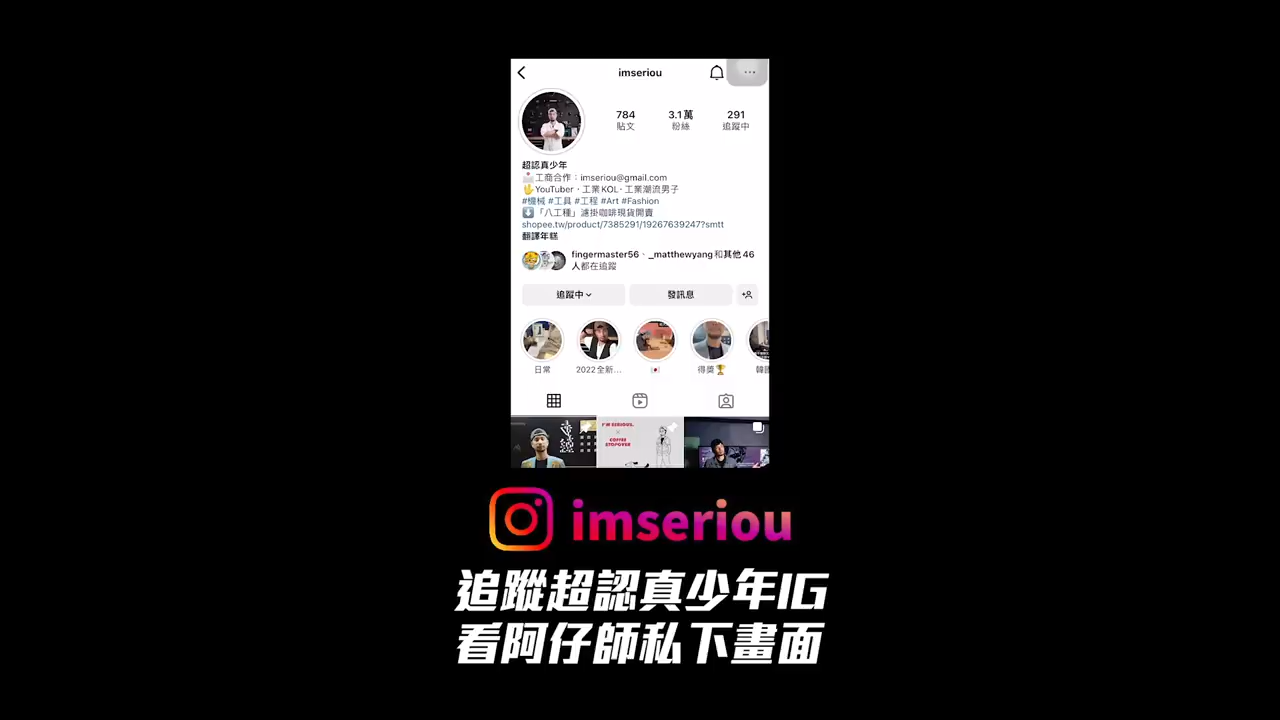 imseriou
784
3.1萬
291
貼文
粉絲
追蹤中
超認真少年
工商合作：imseriou@gmail.com
YouTuber·工業KOL·工業潮流男子
#機械 #工具 #工程 #Art #Fashion
「八工種」濾掛咖啡現貨開賣
shopee.tw/product/7385291/19267639247?smtt
翻譯年糕
fingermaster56、_matthewyang和其他46
人都在追蹤
追蹤中
發訊息
日常
2022全新...
得獎
韓國
I'M SERIOUS.
X
COFFEE
STOPOVER
imseriou
追蹤超認真少年IG
看阿仔師私下畫面